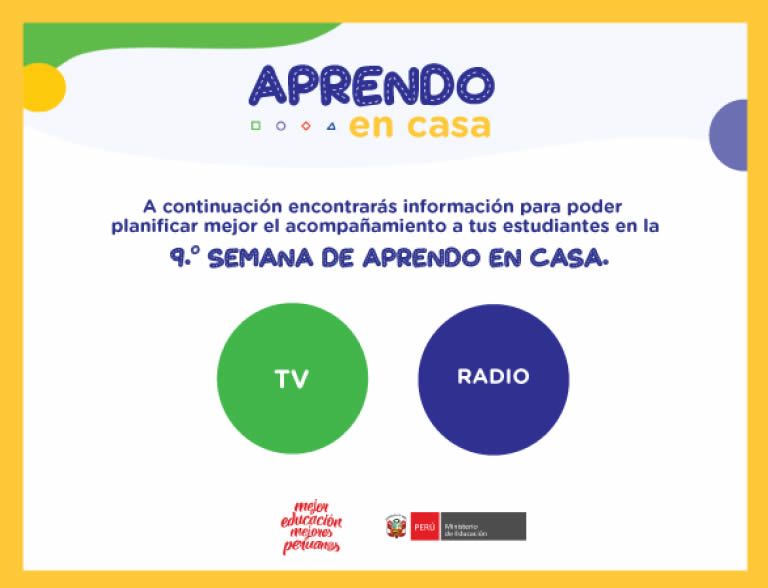 APRENDO
en casa
A continuación encontrarás información para poder
planificar mejor el acompañamiento a tus estudiantes en la
9.° SEMANA DE APRENDO EN CASA.
TV
RADIO
mejor
educación
mejores
peruanos
PERÚ
Ministerio
de Educación